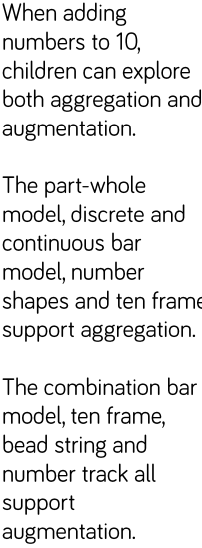 When adding
numbers to 10,
children can explore
both aggregation and
augmentation.

The part-whole
model, discrete and
continuous bar
model, number
shapes and ten frame
support aggregation.

The combination bar
model, ten frame,
bead string and
number track all
support
augmentation.